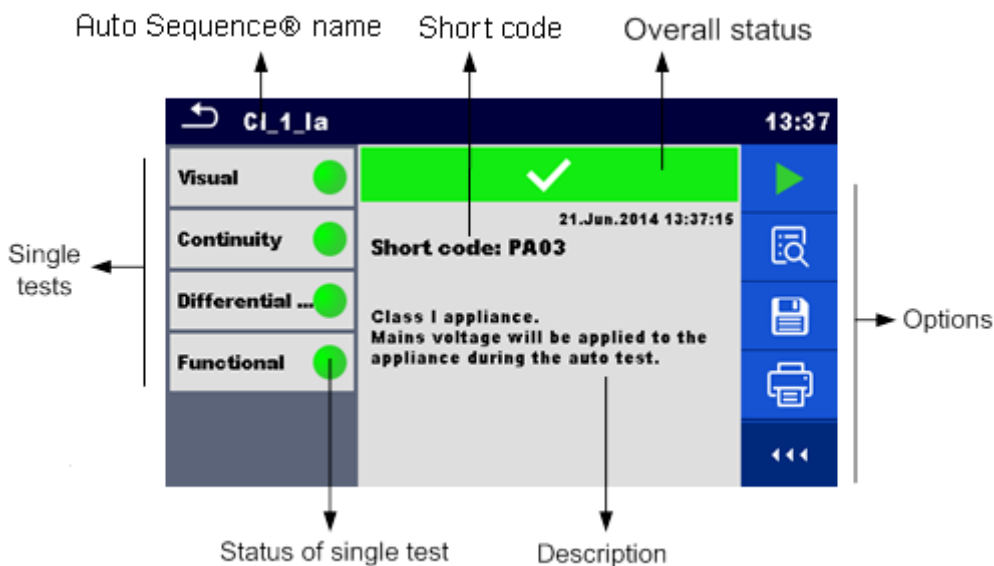 Auto Sequence® name
Short code
Overall status
Cl_1_Ia
13:37
Visual
Continuity
Differential ...
Functional
21.Jun.2014 13:37:15
Short code: PA03
Class I appliance.
Mains voltage will be applied to the
appliance during the auto test.
Single
tests
Options
Status of single test
Description